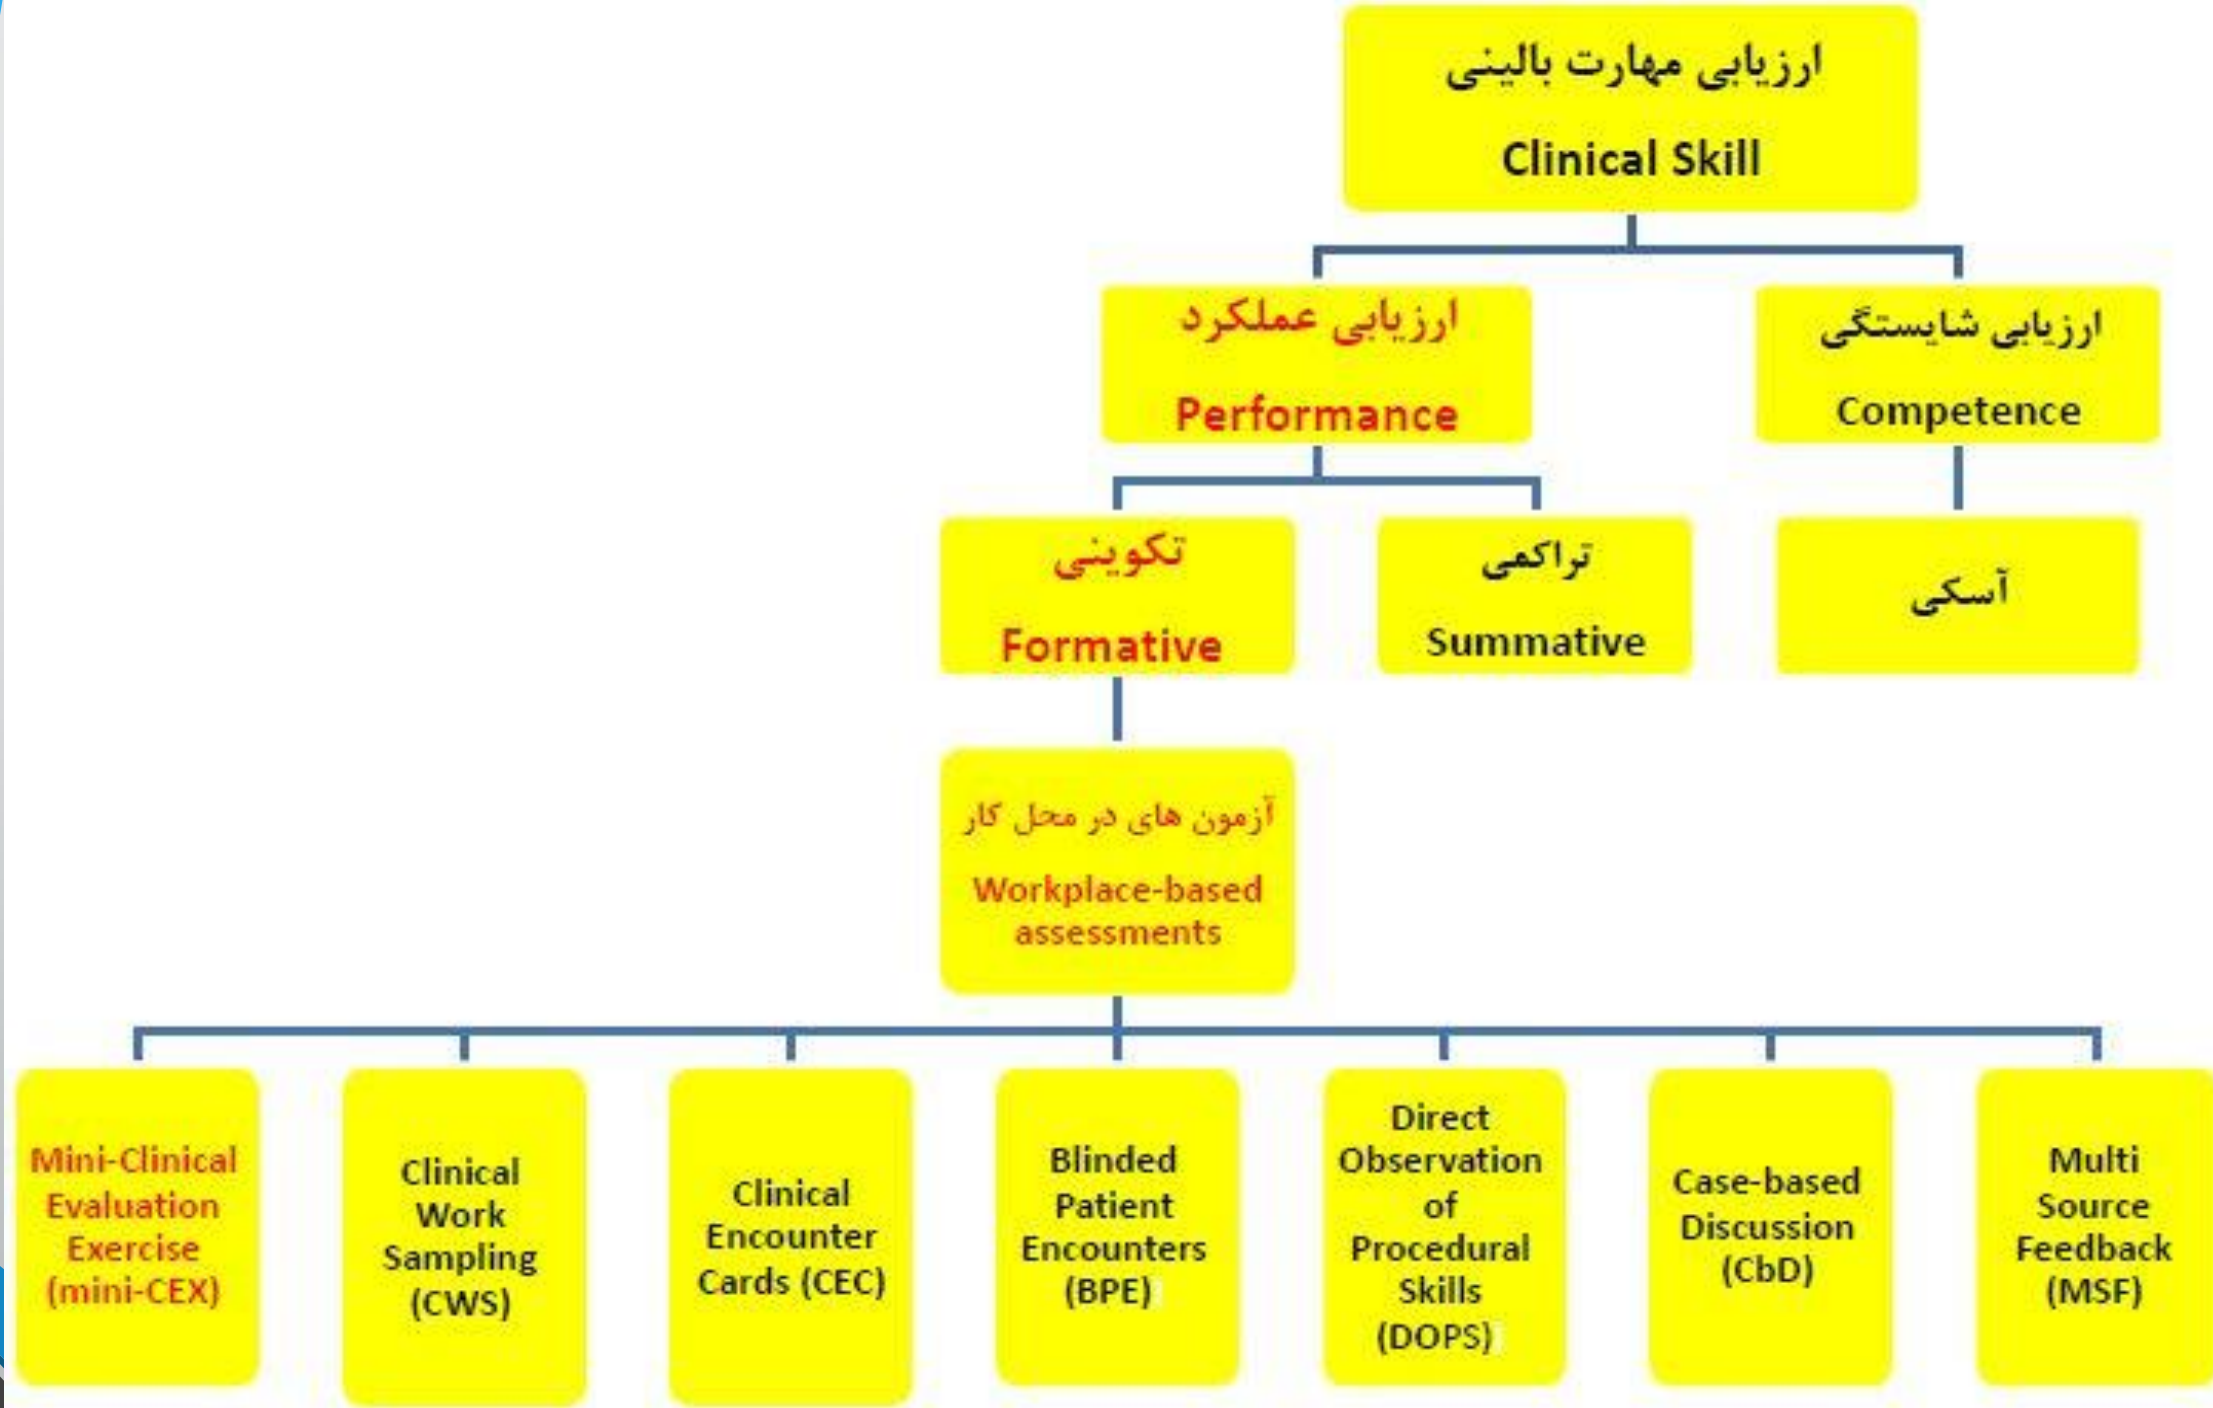 ارزیابی مهارت بالینی
Clinical Skill
ارزیابی عملکرد
Performance
ارزیابی شایستگی
Competence
تکوینی
Formative
تراکمی
Summative
آسکی
آزمون های در محل کار
Workplace-based
assessments
Mini-Clinical
Evaluation
Exercise
(mini-CEX)
Clinical
Work
Sampling
(CWS)
Clinical
Encounter
Cards (CEC)
Blinded
Patient
Encounters
(BPE)
Direct
Observation
of
Procedural
Skills
(DOPS)
Case-based
Discussion
(CbD)
Multi
Source
Feedback
(MSF)